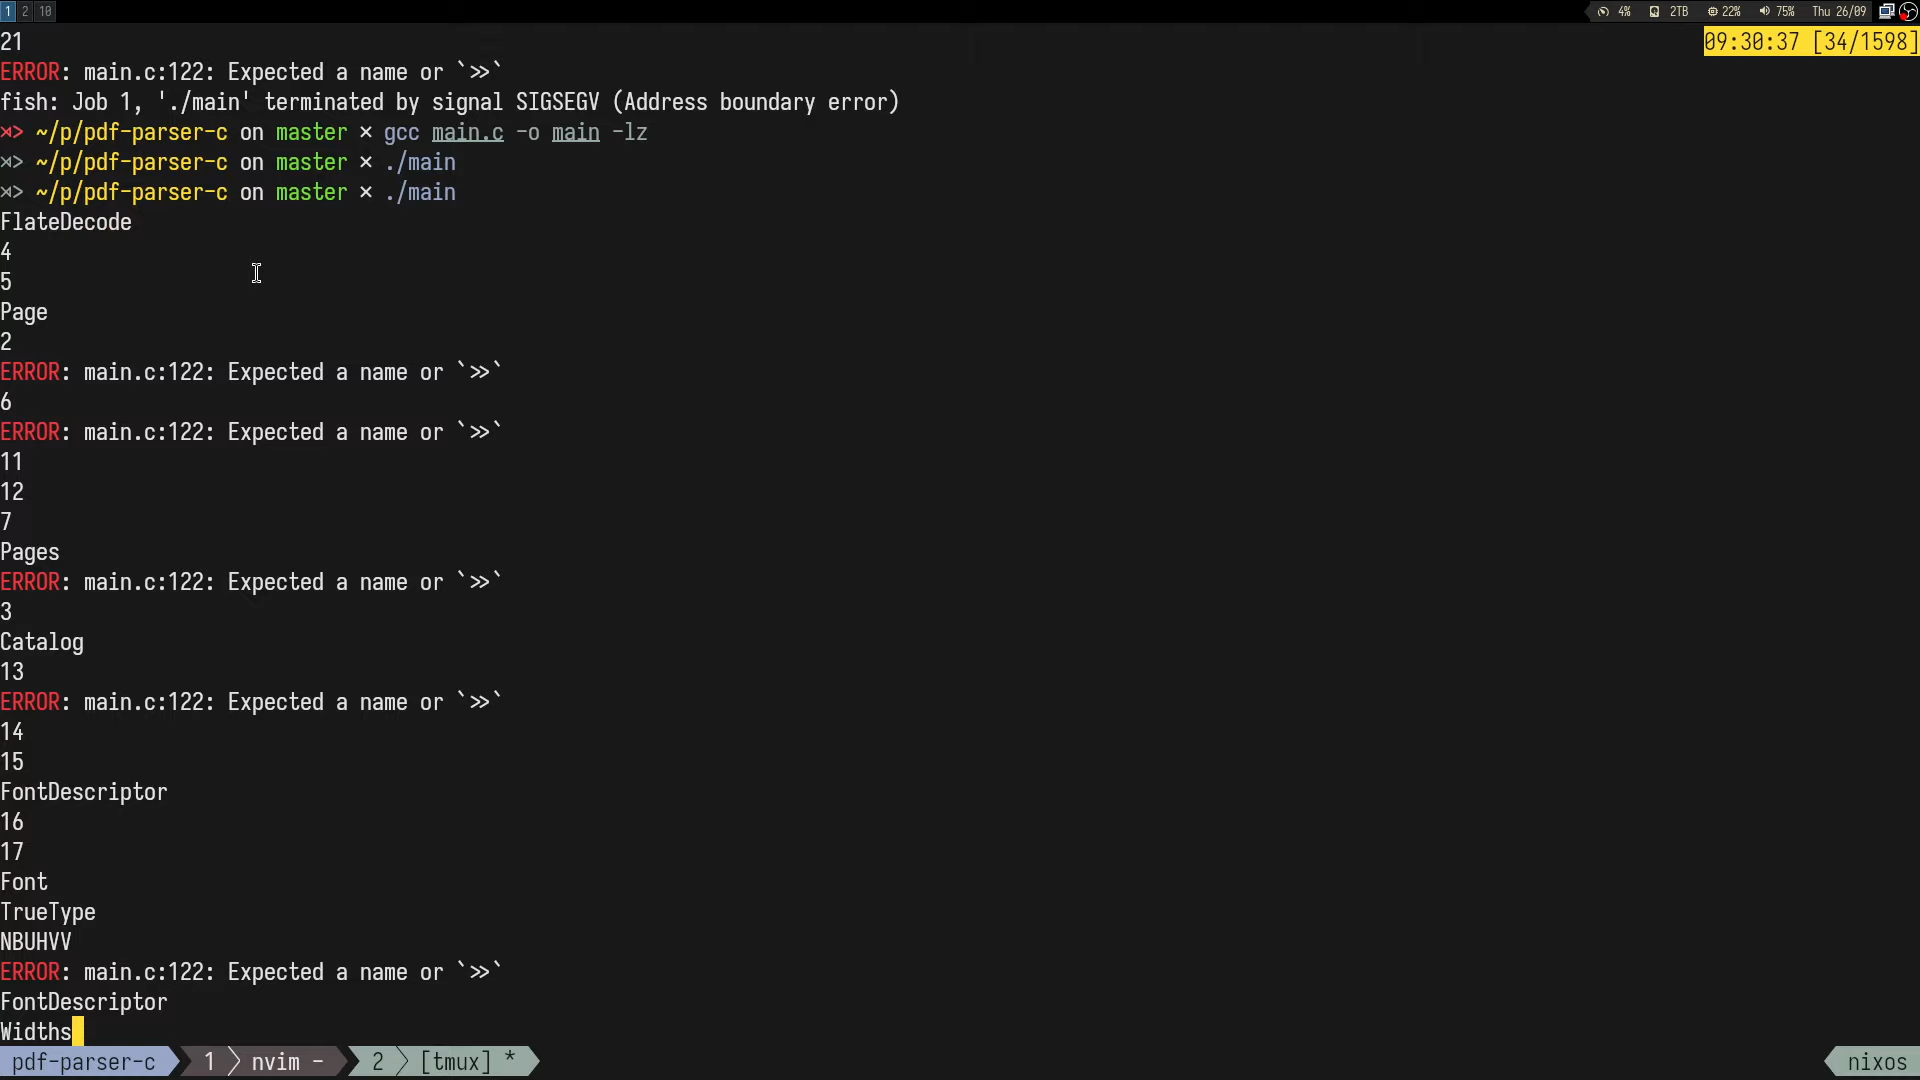 1 2 10 4% 2TB 22% 75% Thu 26/09
21 09:30:37 [34/1598]
ERROR: main.c:122: Expected a name or `>>`
fish: Job 1, './main' terminated by signal SIGSEGV (Address boundary error)
⋊> ~/p/pdf-parser-c on master ⨯ gcc main.c -o main -lz
⋊> ~/p/pdf-parser-c on master ⨯ ./main
⋊> ~/p/pdf-parser-c on master ⨯ ./main
FlateDecode
4
5
Page
2
ERROR: main.c:122: Expected a name or `>>`
6
ERROR: main.c:122: Expected a name or `>>`
11
12
7
Pages
ERROR: main.c:122: Expected a name or `>>`
3
Catalog
13
ERROR: main.c:122: Expected a name or `>>`
14
15
FontDescriptor
16
17
Font
TrueType
NBUHVV
ERROR: main.c:122: Expected a name or `>>`
FontDescriptor
Widths
pdf-parser-c 1 nvim - 2 [tmux] * nixos